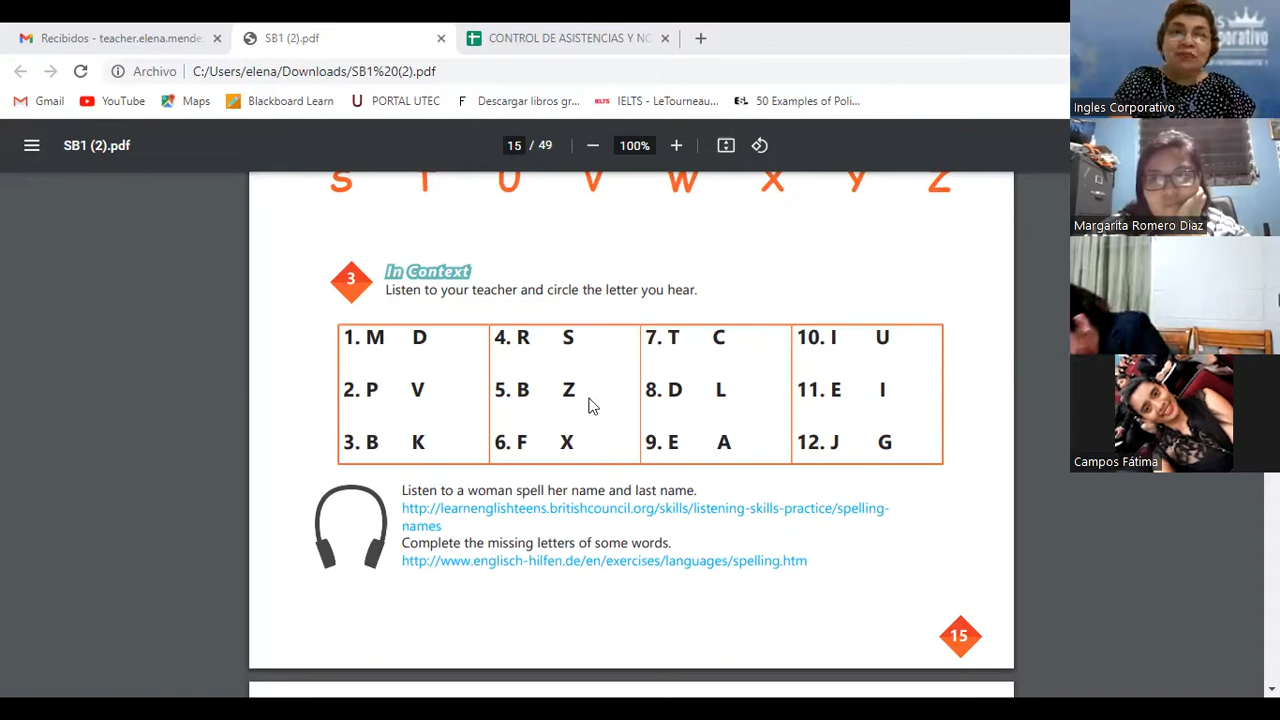 Recibidos - teacher.elena.mende
SB1 (2).pdf
CONTROL DE ASISTENCIAS Y NO
Archivo C:/Users/elena/Downloads/SB1%20(2).pdf
Gmail YouTube Maps Blackboard Learn PORTAL UTEC Descargar libros gr... IELTS - LeTourneau... 50 Examples of Poli...
SB1 (2).pdf 15 / 49 100%
S T U V W X Y Z
3 In Context
Listen to your teacher and circle the letter you hear.
1. M D 4. R S 7. T C 10. I U
2. P V 5. B Z 8. D L 11. E I
3. B K 6. F X 9. E A 12. J G
Listen to a woman spell her name and last name.
http://learnenglishteens.britishcouncil.org/skills/listening-skills-practice/spelling-
names
Complete the missing letters of some words.
http://www.englisch-hilfen.de/en/exercises/languages/spelling.htm
15
Ingles Corporativo
Margarita Romero Diaz
Campos Fátima